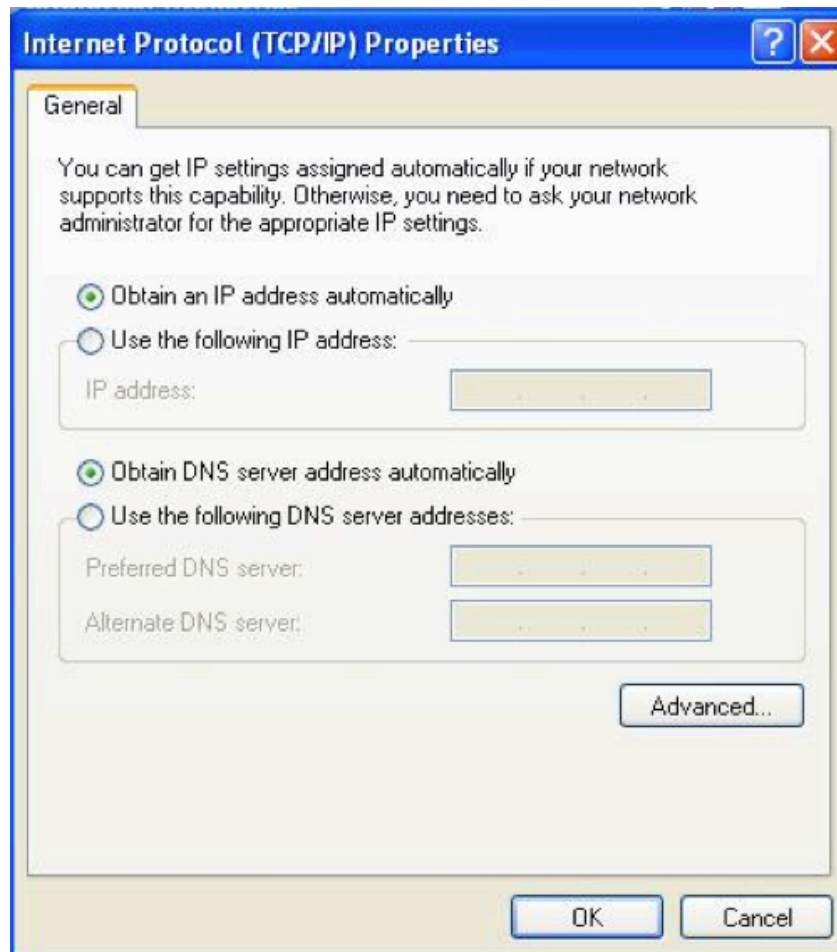 Internet Protocol (TCP/IP) Properties
General
You can get IP settings assigned automatically if your network
supports this capability. Otherwise, you need to ask your network
administrator for the appropriate IP settings.
Obtain an IP address automatically
Use the following IP address:
IP address:
Obtain DNS server address automatically
Use the following DNS server addresses:
Preferred DNS server:
Alternate DNS server:
Advanced...
OK Cancel